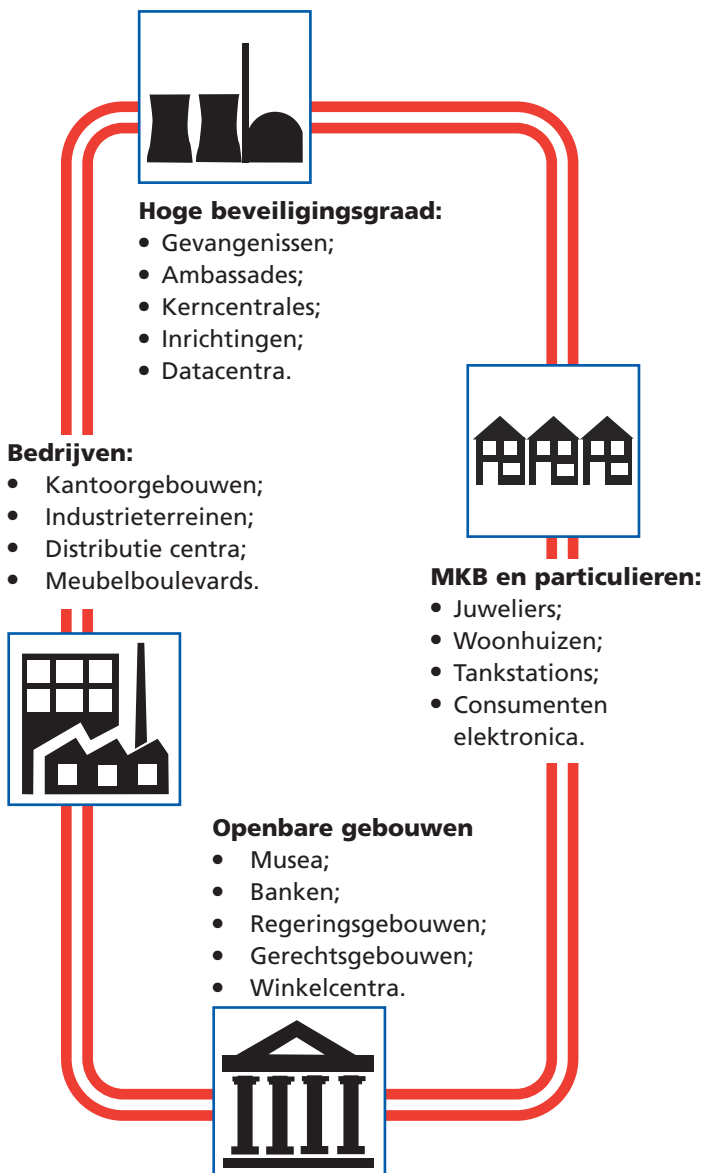 Hoge beveiligingsgraad:
• Gevangenissen;
• Ambassades;
• Kerncentrales;
• Inrichtingen;
• Datacentra.
Bedrijven:
• Kantoorgebouwen;
• Industrieterreinen;
• Distributie centra;
• Meubelboulevards.
MKB en particulieren:
• Juweliers;
• Woonhuizen;
• Tankstations;
• Consumenten
elektronica.
Openbare gebouwen
• Musea;
• Banken;
• Regeringsgebouwen;
• Gerechtsgebouwen;
• Winkelcentra.